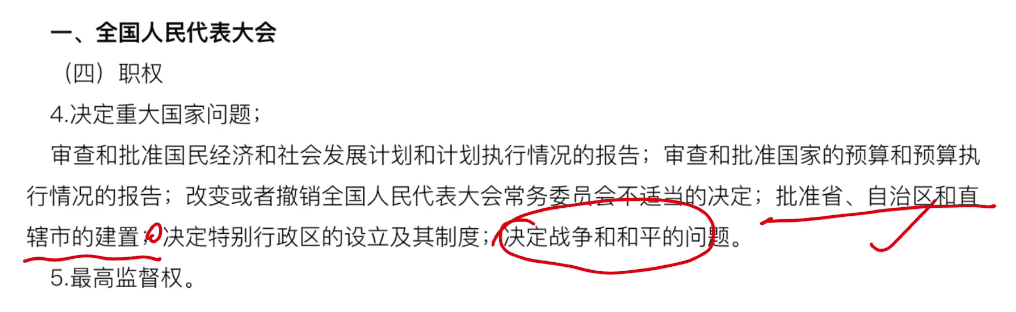 一、全国人民代表大会
（四）职权
4.决定重大国家问题；
审查和批准国民经济和社会发展计划和计划执行情况的报告；审查和批准国家的预算和预算执
行情况的报告；改变或者撤销全国人民代表大会常务委员会不适当的决定；批准省、自治区和直
辖市的建置；决定特别行政区的设立及其制度；决定战争和和平的问题。
5.最高监督权。